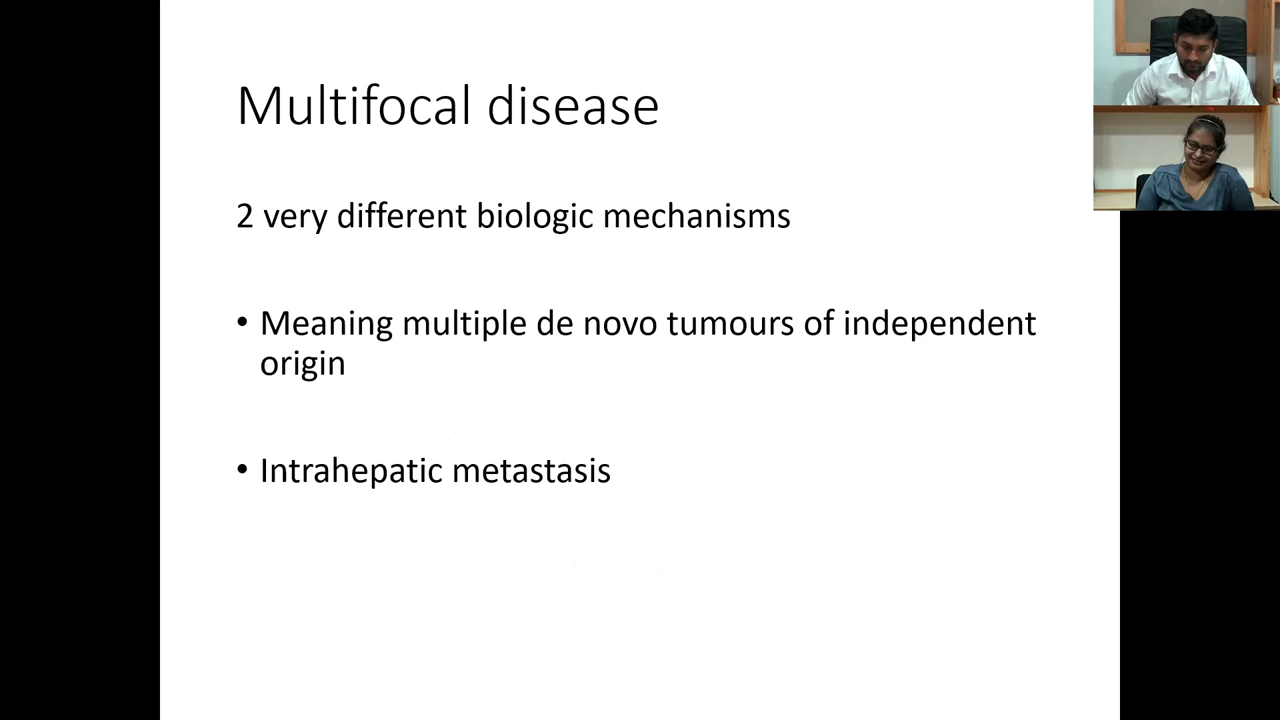 Multifocal disease
2 very different biologic mechanisms
• Meaning multiple de novo tumours of independent
origin
• Intrahepatic metastasis